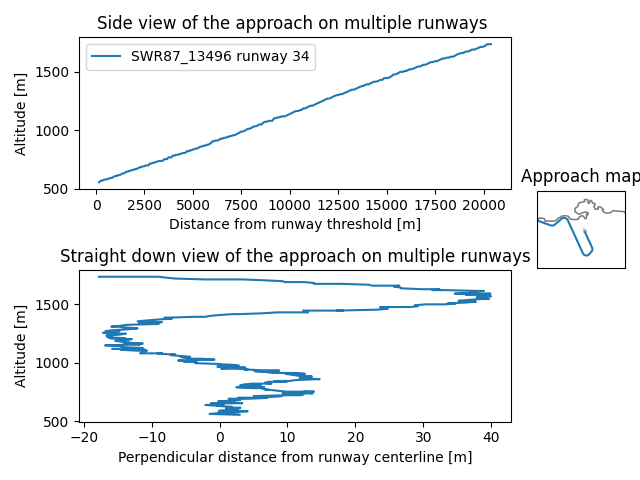 Side view of the approach on multiple runways
SWR87_13496 runway 34
Altitude [m]
1500
1000
500
0 2500 5000 7500 10000 12500 15000 17500 20000
Distance from runway threshold [m]
Approach map
Straight down view of the approach on multiple runways
Altitude [m]
1500
1000
500
−20 −10 0 10 20 30 40
Perpendicular distance from runway centerline [m]